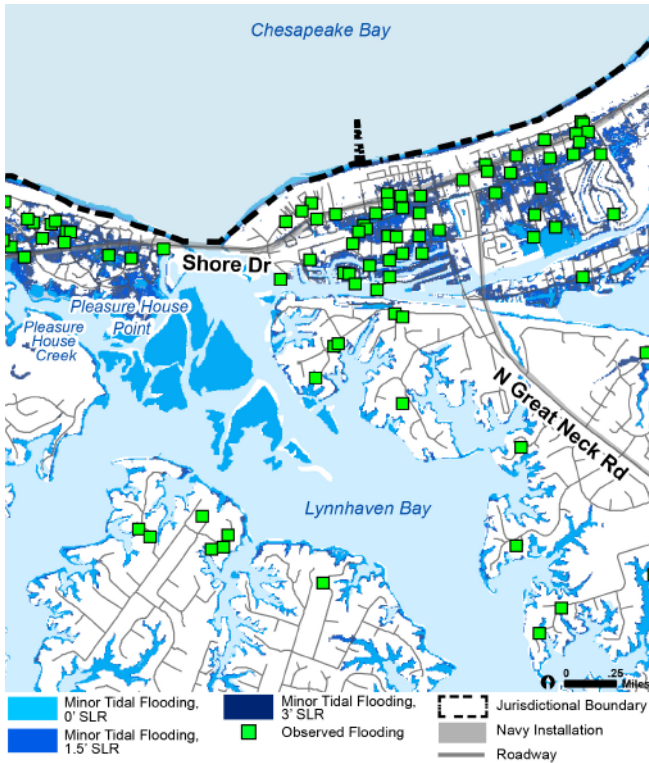 Chesapeake Bay
Shore Dr
Pleasure House
Point
Pleasure
House
Creek
N Great Neck Rd
Lynnhaven Bay
0 .25
Miles
Minor Tidal Flooding,
0' SLR
Minor Tidal Flooding,
1.5' SLR
Minor Tidal Flooding,
3' SLR
Observed Flooding
Jurisdictional Boundary
Navy Installation
Roadway